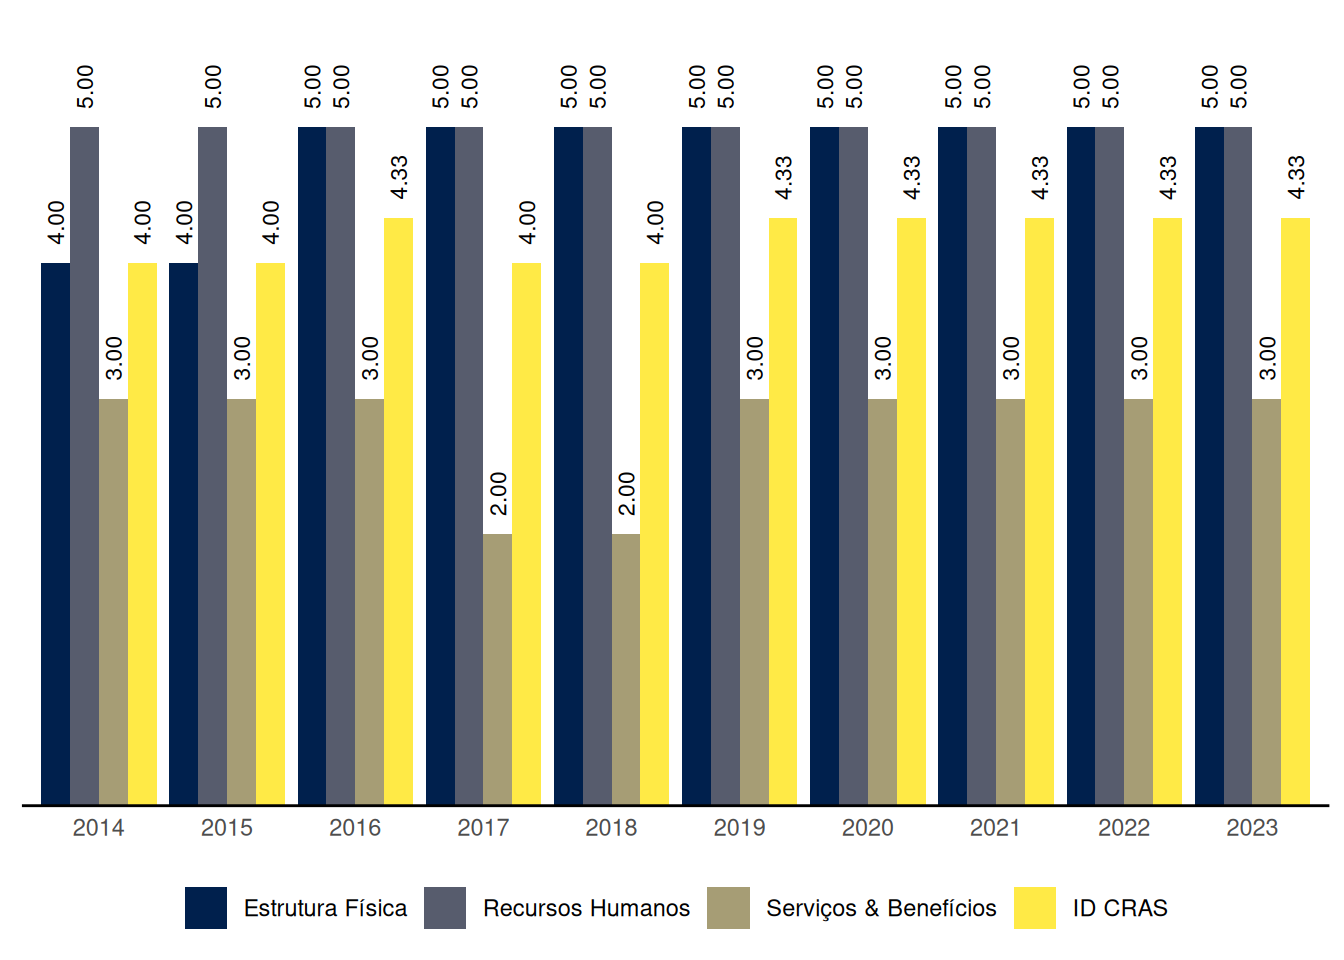 5.00 5.00 5.00 5.00 5.00 5.00 5.00 5.00 5.00 5.00 5.00 5.00 5.00 5.00 5.00 5.00 5.00 5.00
4.33 4.33 4.33 4.33 4.33 4.33
4.00 4.00 4.00 4.00 4.00 4.00
3.00 3.00 3.00 3.00 3.00 3.00 3.00 3.00
2.00 2.00
2014 2015 2016 2017 2018 2019 2020 2021 2022 2023
Estrutura Física Recursos Humanos Serviços & Benefícios ID CRAS